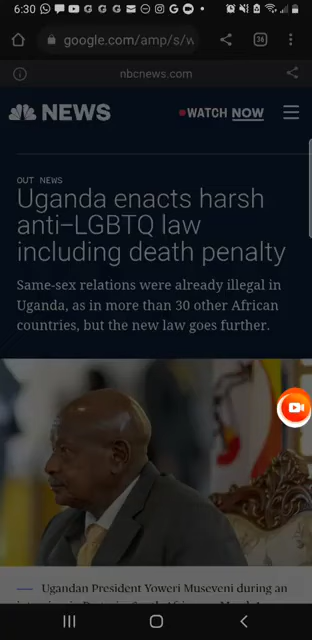 6:30
google.com/amp/s/w
36
nbcnews.com
NEWS
WATCH NOW
OUT NEWS
Uganda enacts harsh
anti-LGBTQ law
including death penalty
Same-sex relations were already illegal in
Uganda, as in more than 30 other African
countries, but the new law goes further.
Ugandan President Yoweri Museveni during an